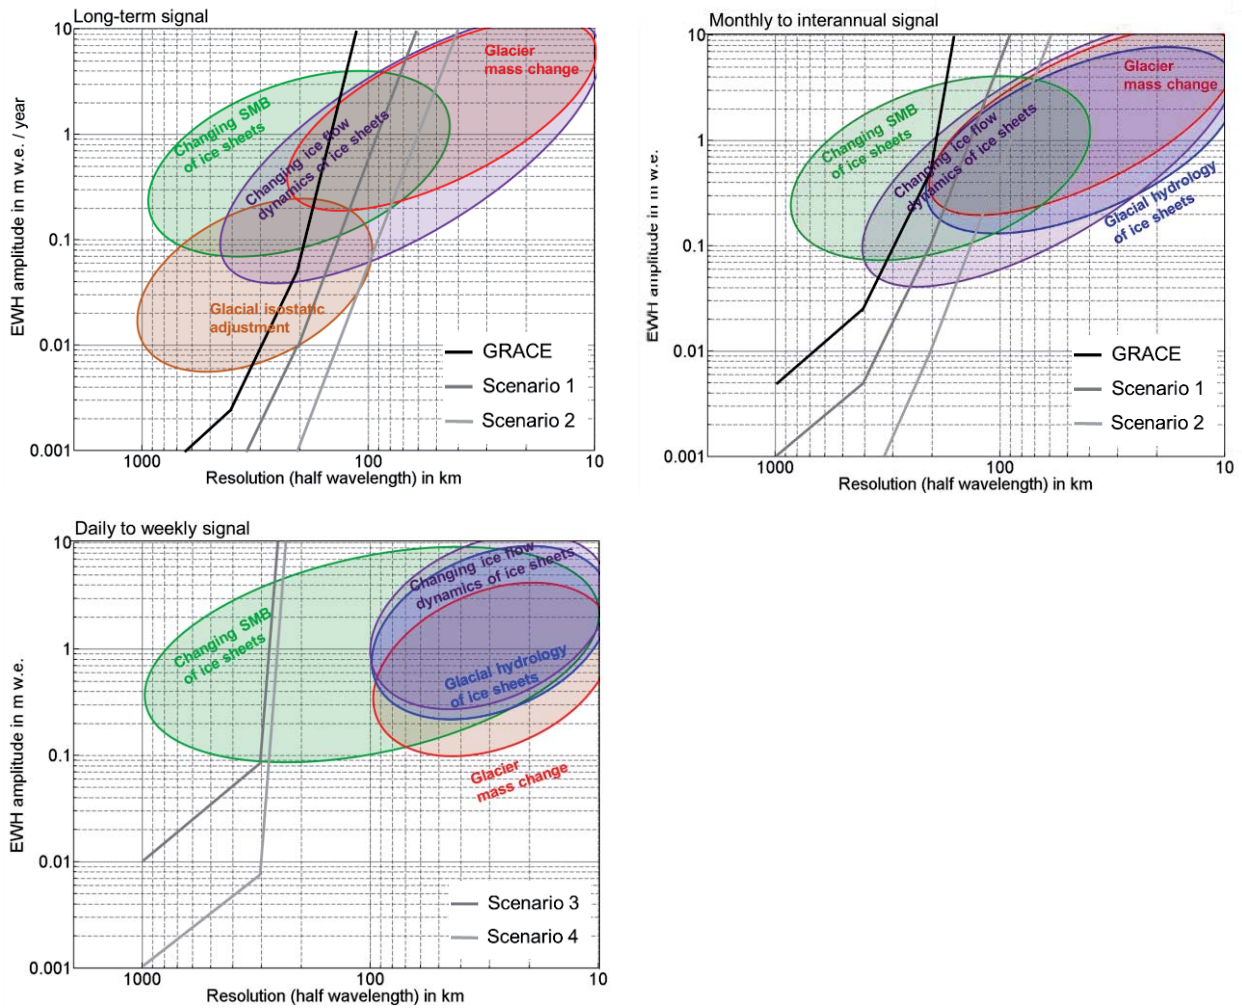 Long-term signal
10
1
0.1
0.01
0.001
EWH amplitude in m w.e. / year
Changing SMB
of ice sheets
Changing ice flow
dynamics of ice sheets
Glacier
mass change
Glacial isostatic
adjustment
GRACE
Scenario 1
Scenario 2
1000
100
10
Resolution (half wavelength) in km
Monthly to interannual signal
10
1
0.1
0.01
0.001
EWH amplitude in m w.e.
Changing SMB
of ice sheets
Changing ice flow
dynamics of ice sheets
Glacier
mass change
Glacial hydrology
of ice sheets
GRACE
Scenario 1
Scenario 2
1000
100
10
Resolution (half wavelength) in km
Daily to weekly signal
10
1
0.1
0.01
0.001
EWH amplitude in m w.e.
Changing SMB
of ice sheets
Changing ice flow
dynamics of ice sheets
Glacial hydrology
of ice sheets
Glacier
mass change
Scenario 3
Scenario 4
1000
100
10
Resolution (half wavelength) in km